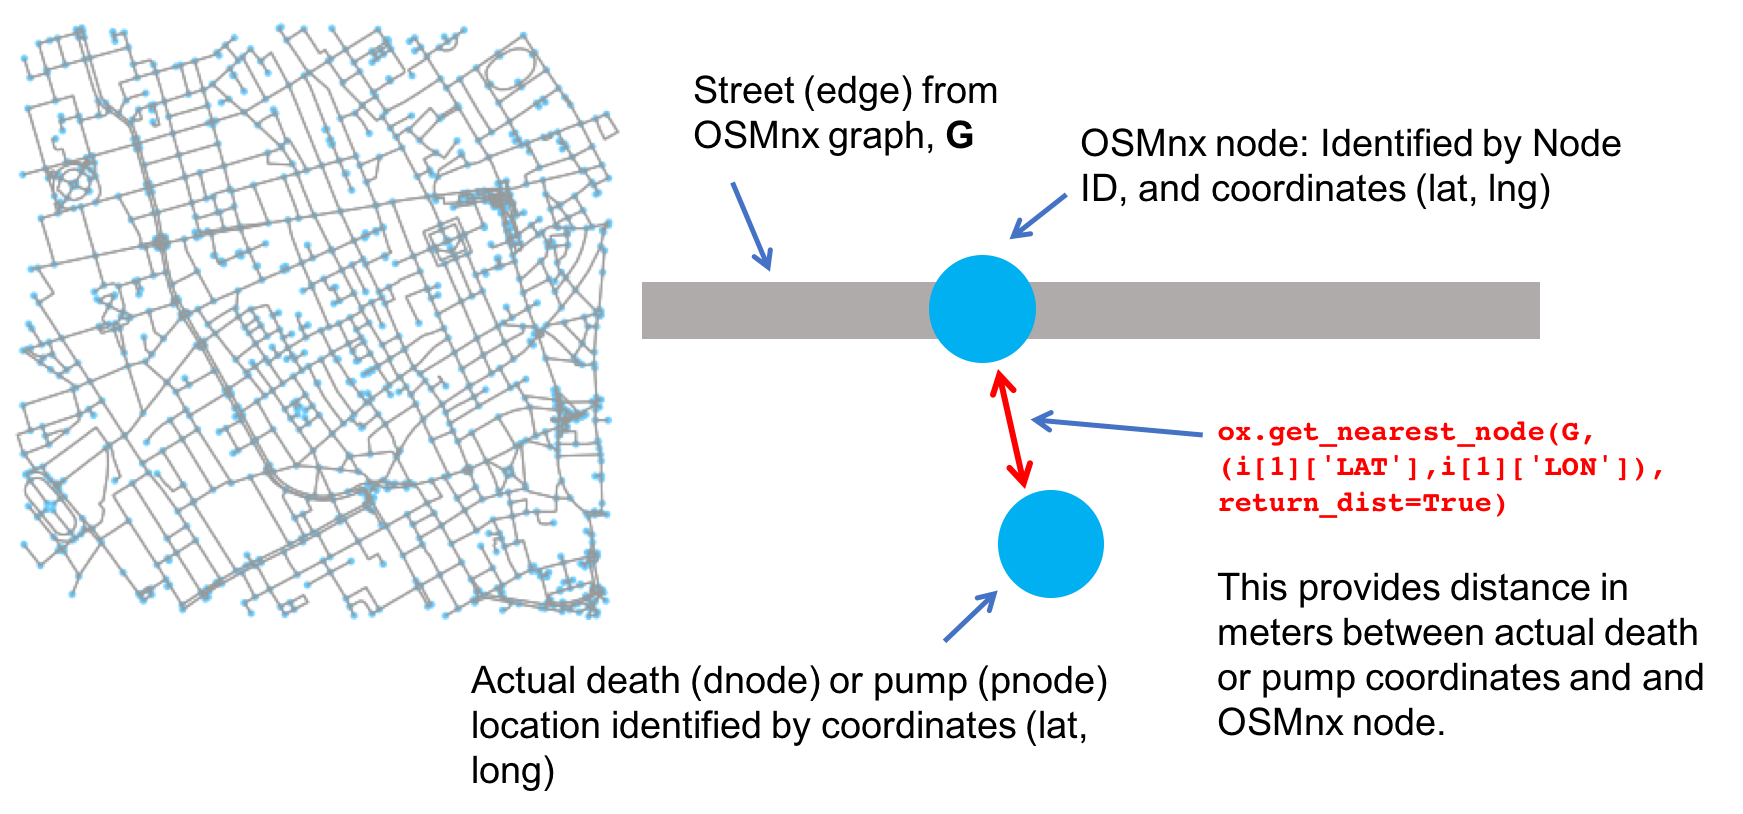 Street (edge) from
OSMnx graph, G
OSMnx node: Identified by Node
ID, and coordinates (lat, lng)
ox.get_nearest_node(G,
(i[1]['LAT'],i[1]['LON']),
return_dist=True)
This provides distance in
meters between actual death
or pump coordinates and and
OSMnx node.
Actual death (dnode) or pump (pnode)
location identified by coordinates (lat,
long)